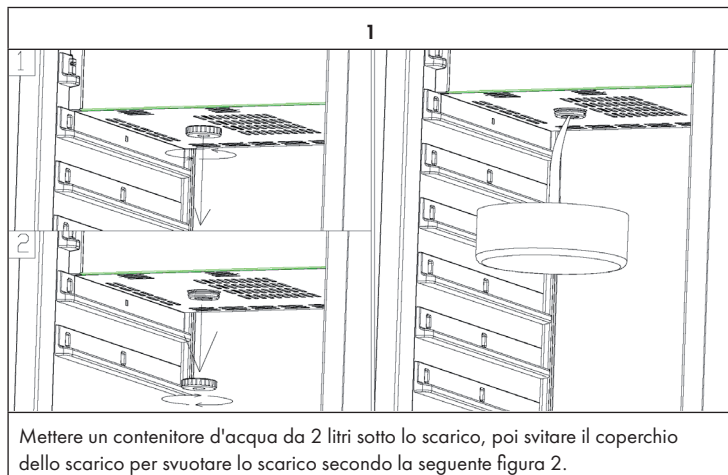 1
1
2
Mettere un contenitore d'acqua da 2 litri sotto lo scarico, poi svitare il coperchio
dello scarico per svuotare lo scarico secondo la seguente figura 2.